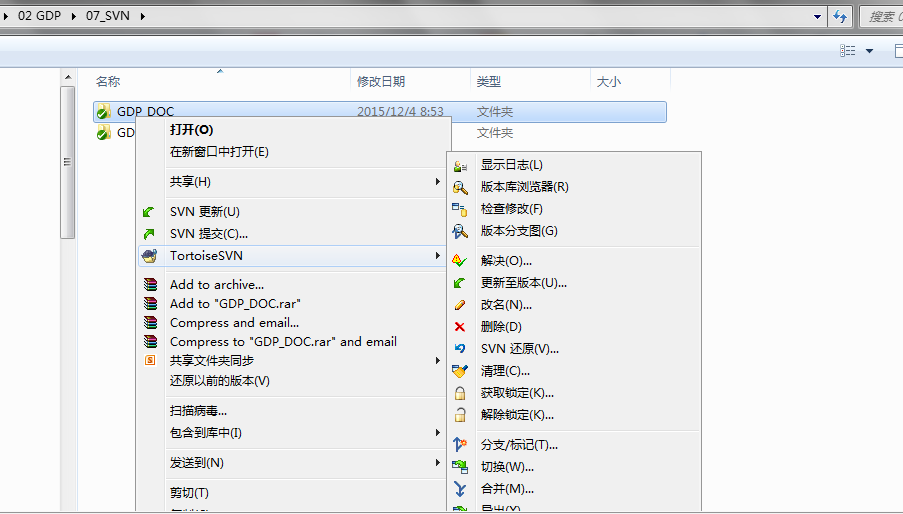 02 GDP 07_SVN 搜索
名称 修改日期 类型 大小
GDP_DOC 2015/12/4 8:53 文件夹
GD 文件夹
打开(O)
在新窗口中打开(E)
共享(H)
SVN 更新(U)
SVN 提交(C)...
TortoiseSVN
Add to archive...
Add to "GDP_DOC.rar"
Compress and email...
Compress to "GDP_DOC.rar" and email
共享文件夹同步
还原以前的版本(V)
扫描病毒...
包含到库中(I)
发送到(N)
剪切(T)
显示日志(L)
版本库浏览器(R)
检查修改(F)
版本分支图(G)
解决(O)...
更新至版本(U)...
改名(N)...
删除(D)
SVN 还原(V)...
清理(C)...
获取锁定(K)...
解除锁定(K)...
分支/标记(T)...
切换(W)...
合并(M)...
导出(X)